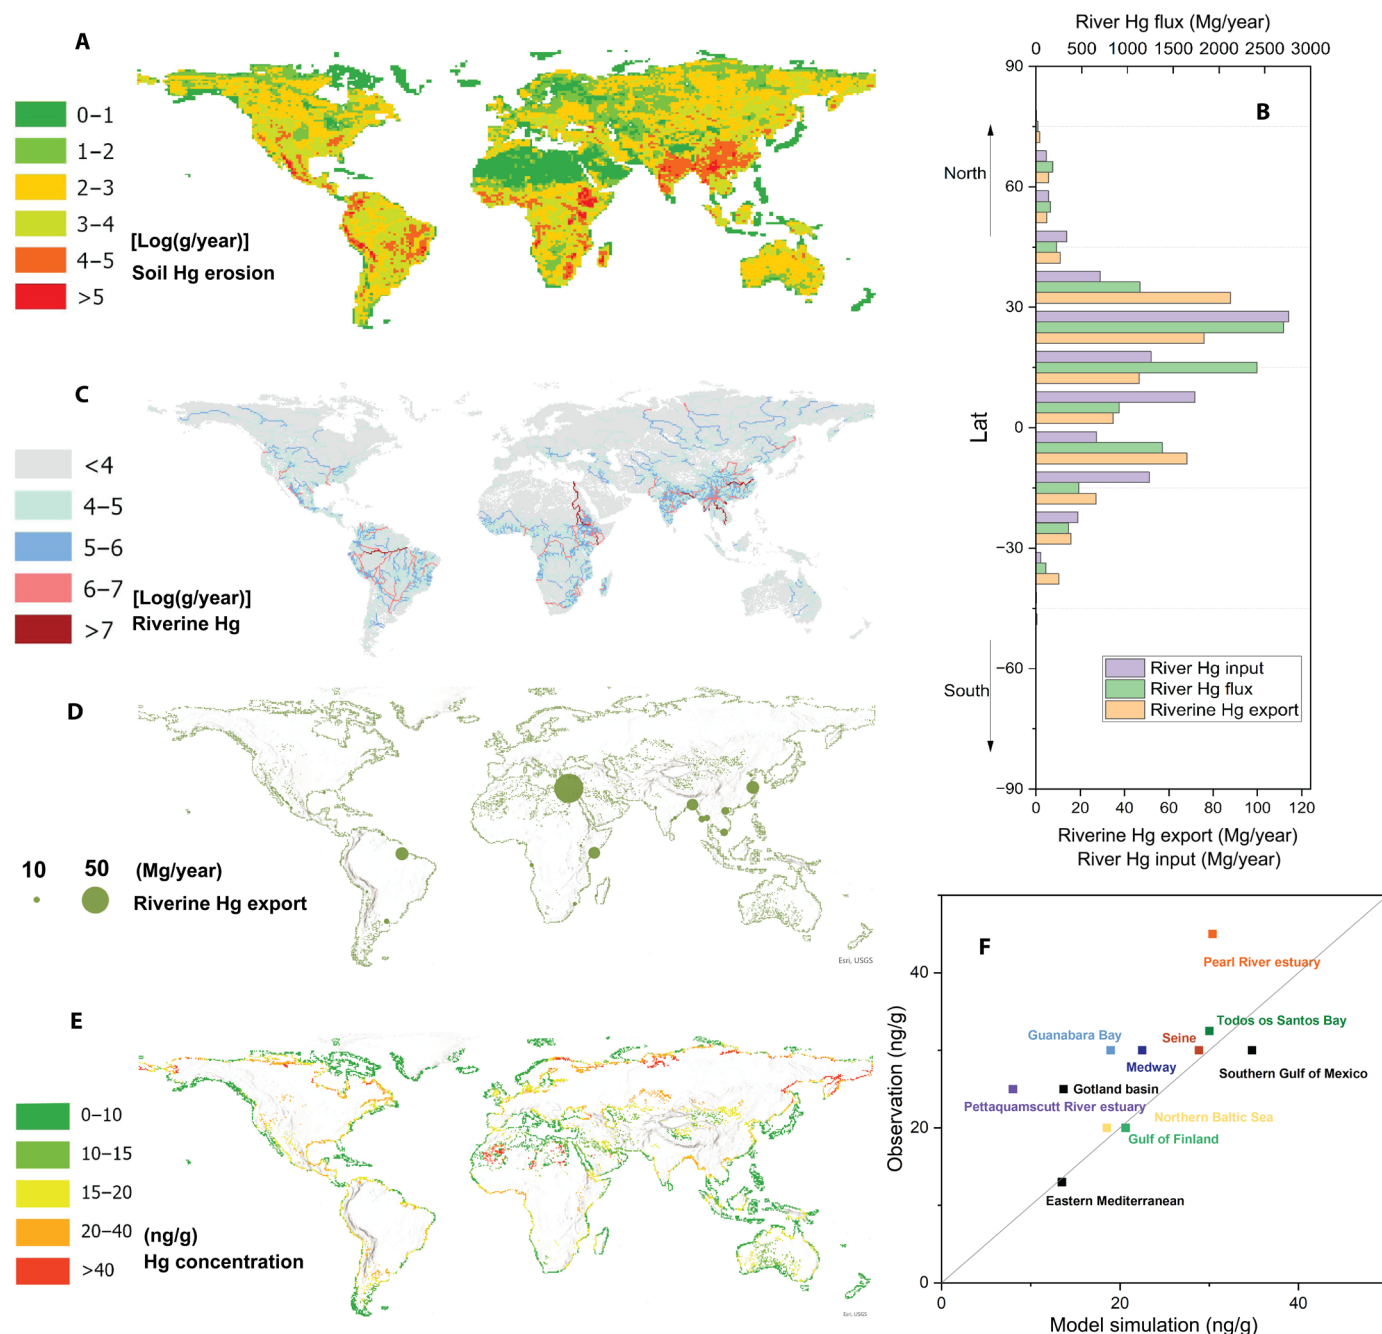 A
0–1
1–2
2–3
3–4
4–5
>5
[Log(g/year)]
Soil Hg erosion
River Hg flux (Mg/year)
0 500 1000 1500 2000 2500 3000
B
90
60
30
0
−30
−60
−90
North
Lat
South
River Hg input
River Hg flux
Riverine Hg export
0 20 40 60 80 100 120
Riverine Hg export (Mg/year)
River Hg input (Mg/year)
C
<4
4–5
5–6
6–7
>7
[Log(g/year)]
Riverine Hg
D
10 50 (Mg/year)
Riverine Hg export
Esri, USGS
E
0–10
10–15
15–20
20–40
>40
(ng/g)
Hg concentration
Esri, USGS
F
Observation (ng/g)
40
20
0
Pearl River estuary
Todos os Santos Bay
Guanabara Bay
Seine
Medway
Southern Gulf of Mexico
Gotland basin
Pettaquamscutt River estuary
Northern Baltic Sea
Gulf of Finland
Eastern Mediterranean
0 20 40
Model simulation (ng/g)